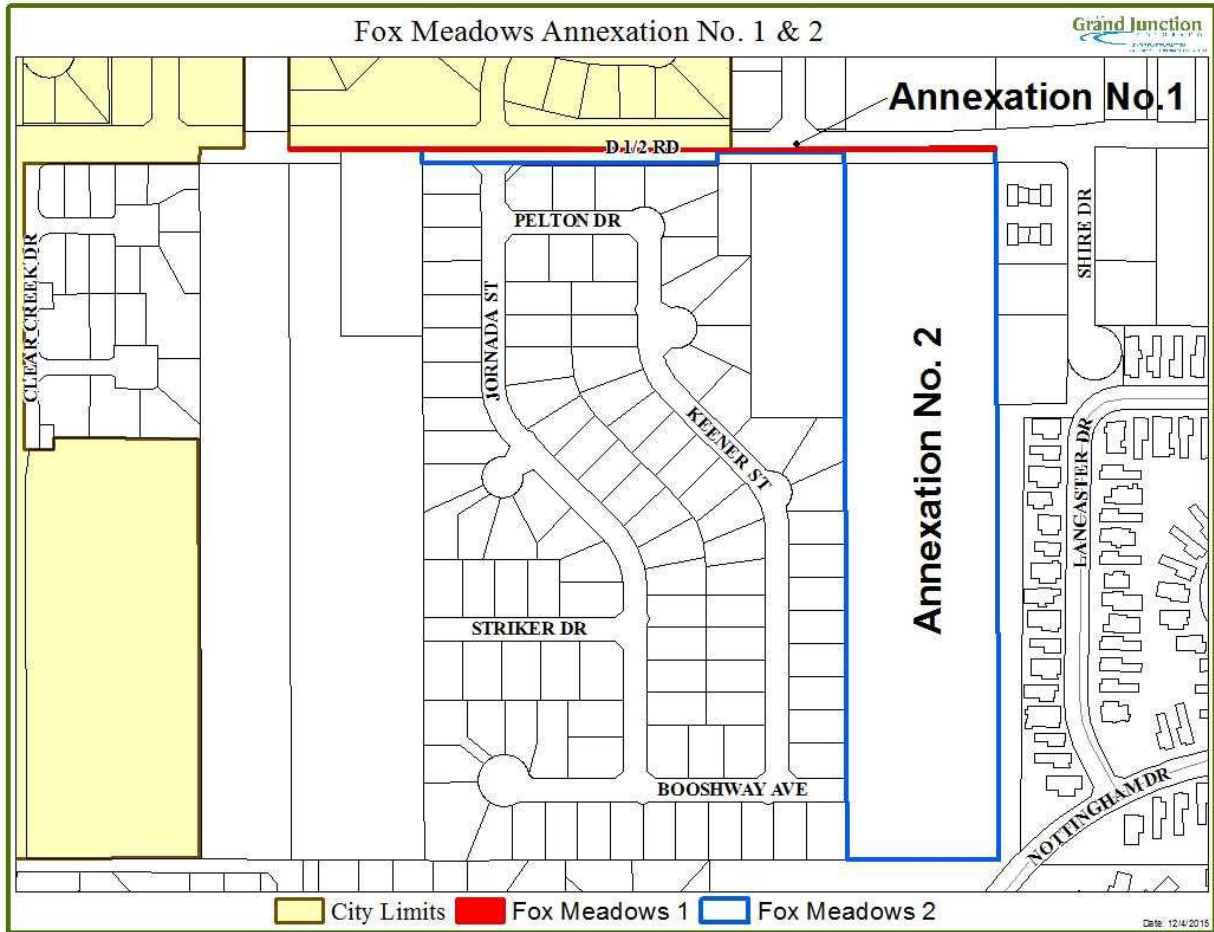 Fox Meadows Annexation No. 1 & 2
Grand Junction
COLORADO
Annexation No.1
D 1/2 RD
PELTON DR
SHIRE DR
CLEAR CREEK DR
JORNADA ST
KEENER ST
Annexation No. 2
LANCASTER DR
STRIKER DR
BOOSHWAY AVE
NOTTINGHAM DR
City Limits
Fox Meadows 1
Fox Meadows 2
Date: 12/4/2015